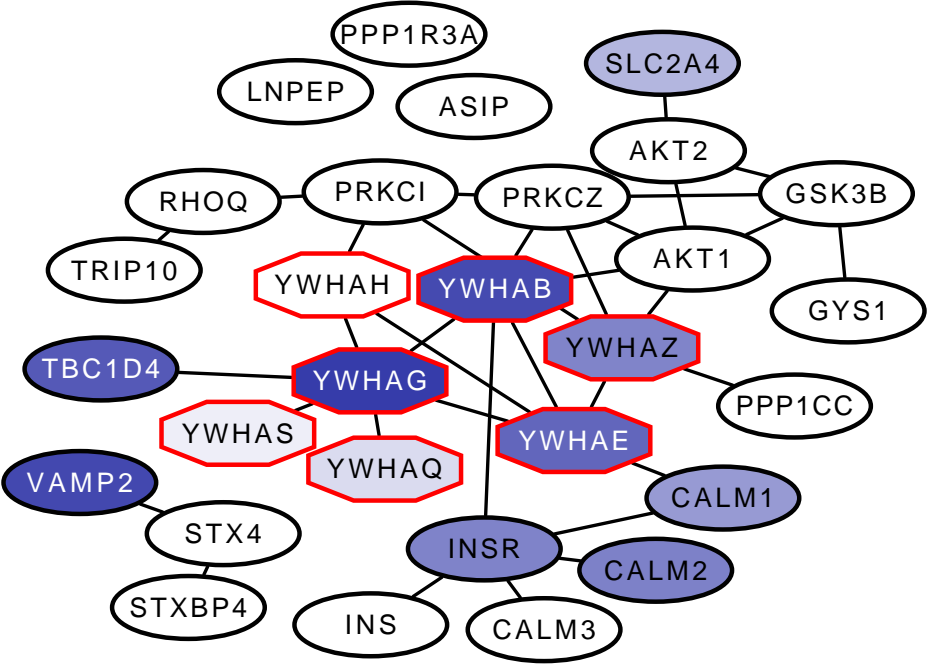 PPP1R3A
SLC2A4
LNPEP
ASIP
AKT2
RHOQ
PRKCI
PRKCZ
GSK3B
TRIP10
YWHAH
YWHAB
AKT1
GYS1
TBC1D4
YWHAG
YWHAZ
PPP1CC
YWHAS
YWHAQ
YWHAE
VAMP2
CALM1
STX4
INSR
CALM2
STXBP4
INS
CALM3